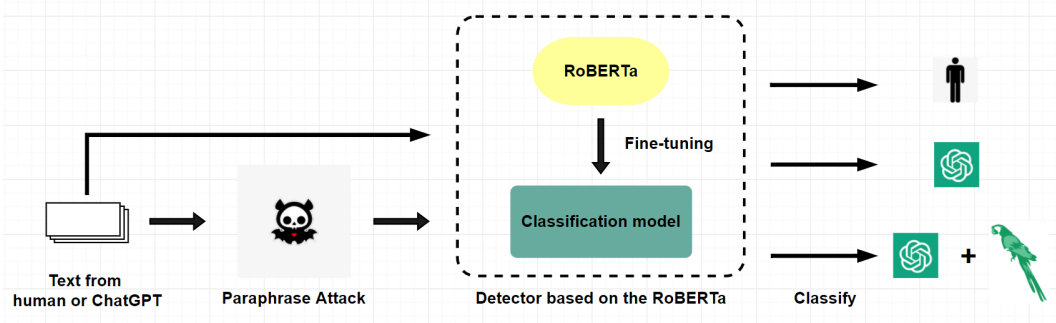 RoBERTa
Fine-tuning
Classification model
+
Text from
human or ChatGPT
Paraphrase Attack
Detector based on the RoBERTa
Classify